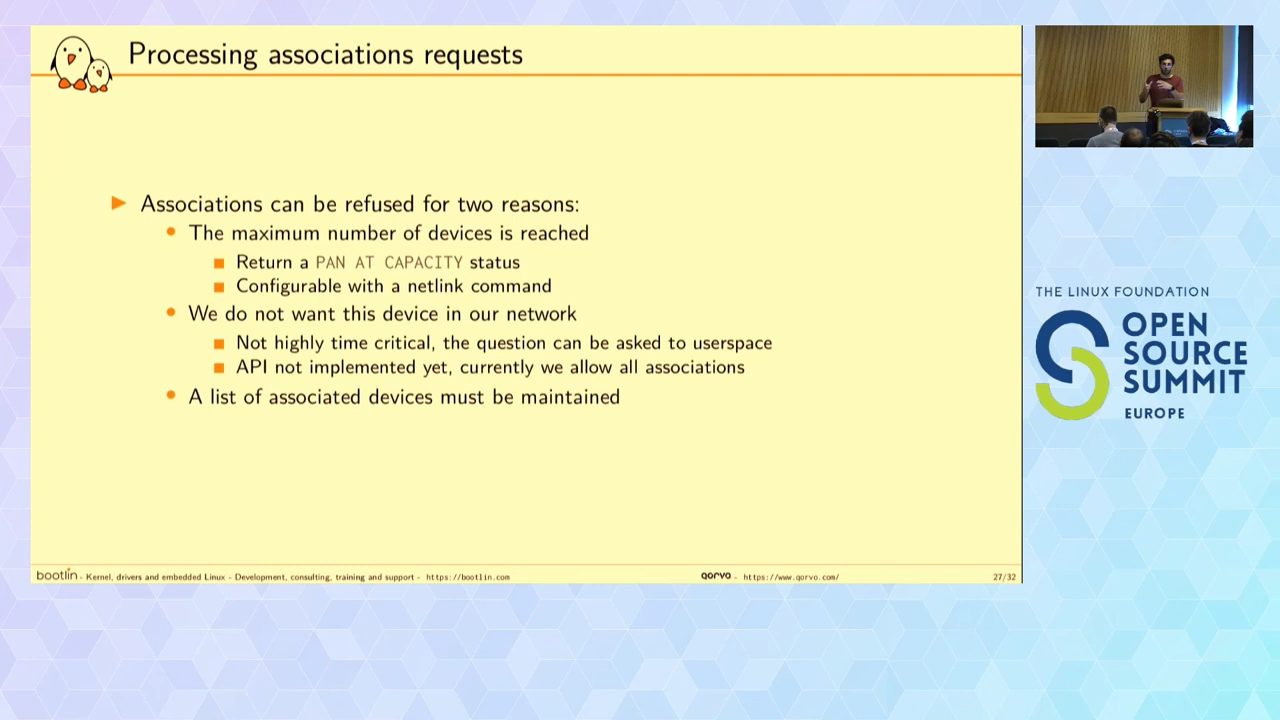 Processing associations requests
Associations can be refused for two reasons:
The maximum number of devices is reached
Return a PAN AT CAPACITY status
Configurable with a netlink command
We do not want this device in our network
Not highly time critical, the question can be asked to userspace
API not implemented yet, currently we allow all associations
A list of associated devices must be maintained
bootlin - Kernel, drivers and embedded Linux - Development, consulting, training and support - https://bootlin.com
qorvo - https://www.qorvo.com/
27/32
THE LINUX FOUNDATION
OPEN
SOURCE
SUMMIT
EUROPE